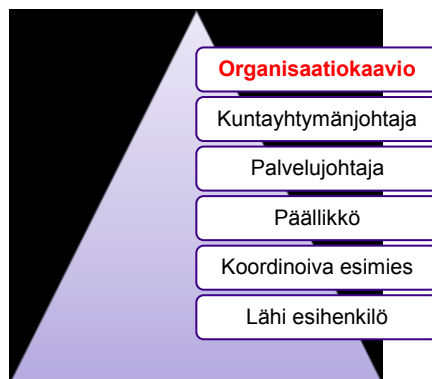 Organisaatiokaavio
Kuntayhtymänjohtaja
Palvelujohtaja
Päällikkö
Koordinoiva esimies
Lähi esihenkilö